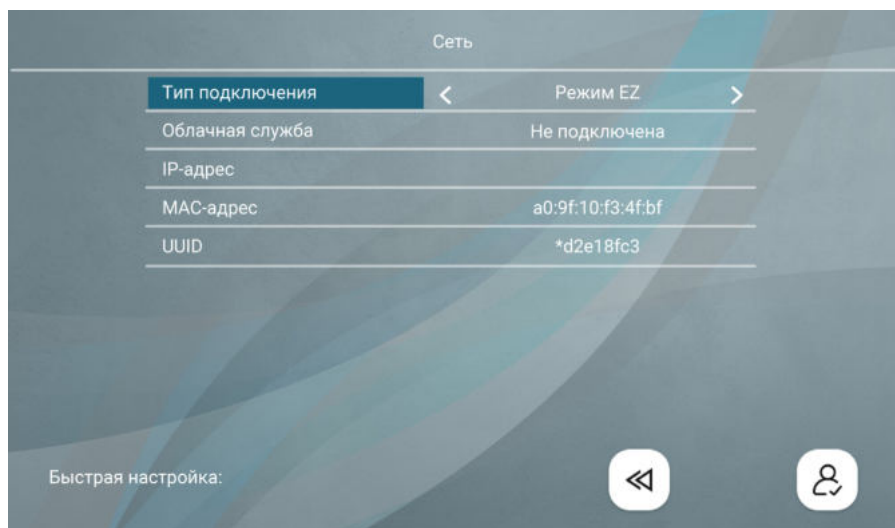 Сеть
Тип подключения < Режим EZ >
Облачная служба Не подключена
IP-адрес
MAC-адрес a0:9f:10:f3:4f:bf
UUID *d2e18fc3
Быстрая настройка: